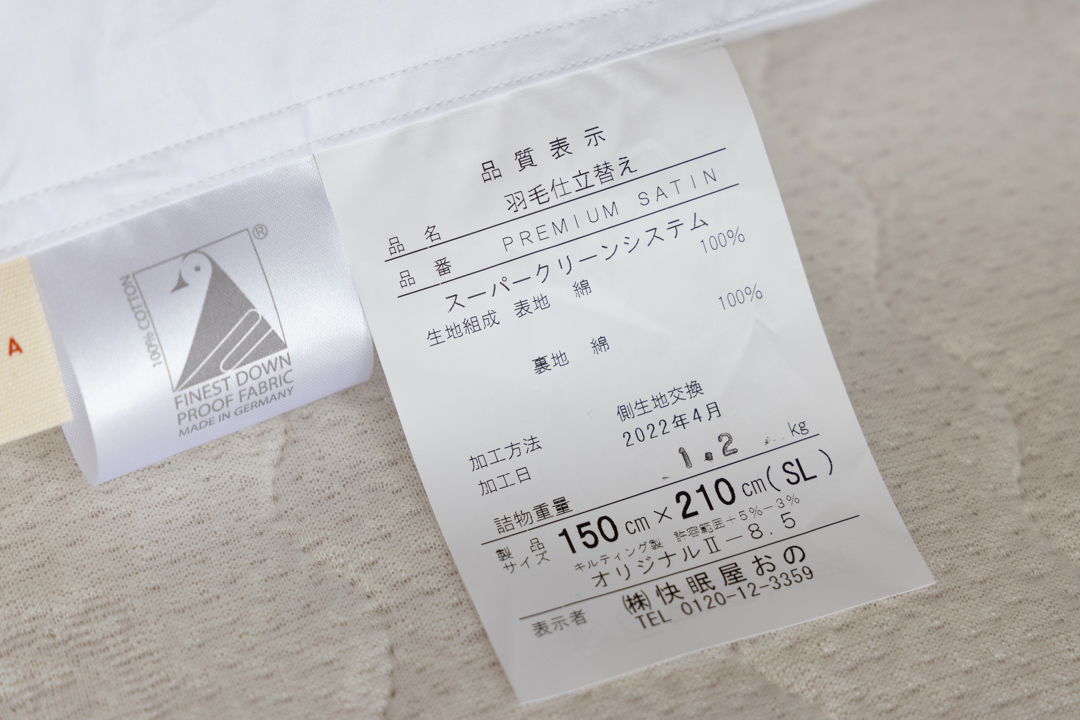 A
100% COTTON
®
FINEST DOWN
PROOF FABRIC
MADE IN GERMANY
品質表示
品名 羽毛仕立替え
品番 PREMIUM SATIN
スーパークリーンシステム
生地組成 表地 綿 100%
裏地 綿 100%
加工方法 側生地交換
加工日 2022年4月
詰物重量 1.2 kg
製品サイズ 150cm×210cm(SL)
キルティング製 許容範囲+5%-3%
オリジナルⅡ-8.5
表示者 ㈱快眠屋おの
TEL 0120-12-3359